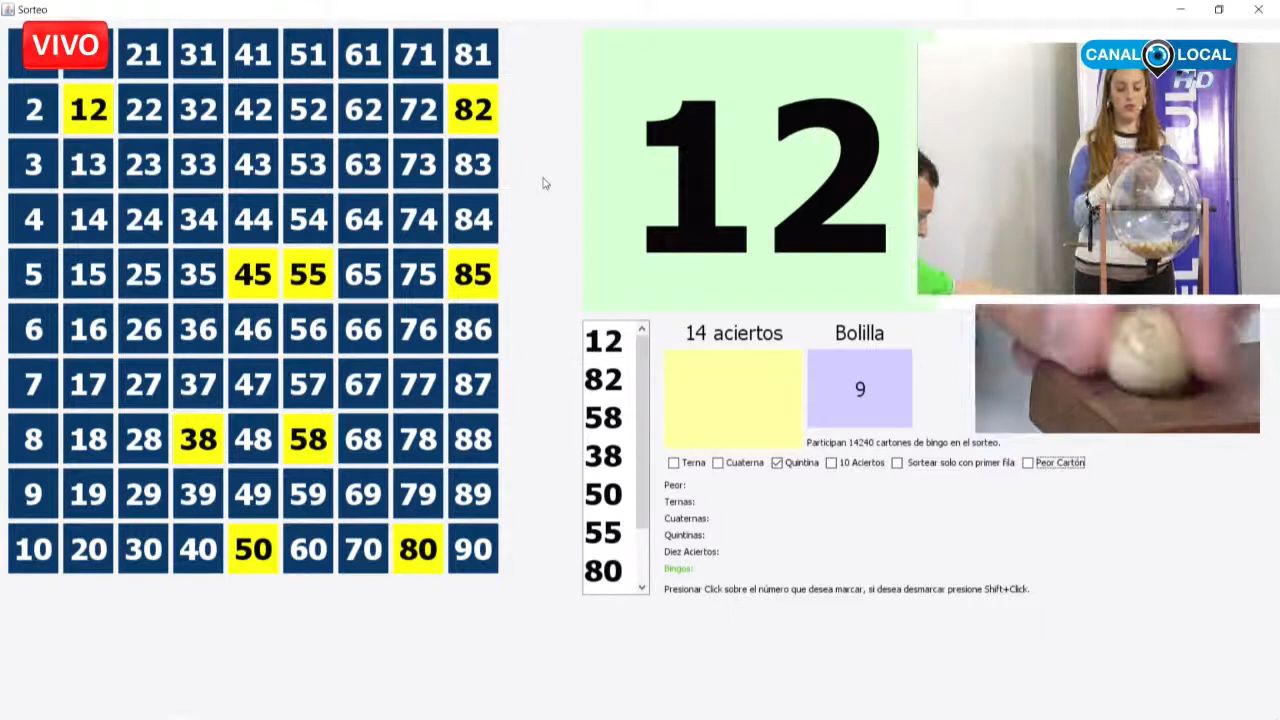 Sorteo
VIVO
CANAL LOCAL
HD
21 31 41 51 61 71 81
2 12 22 32 42 52 62 72 82
3 13 23 33 43 53 63 73 83
4 14 24 34 44 54 64 74 84
5 15 25 35 45 55 65 75 85
6 16 26 36 46 56 66 76 86
7 17 27 37 47 57 67 77 87
8 18 28 38 48 58 68 78 88
9 19 29 39 49 59 69 79 89
10 20 30 40 50 60 70 80 90
12
12
82
58
38
50
55
80
14 aciertos
Bolilla
9
Participan 14240 cartones de bingo en el sorteo.
Terna Cuaterna Quintina 10 Aciertos Sortear solo con primer fila Peor Cartón
Peor:
Ternas:
Cuaternas:
Quintinas:
Diez Aciertos:
Bingos:
Presionar Click sobre el número que desea marcar, si desea desmarcar presione Shift+Click.